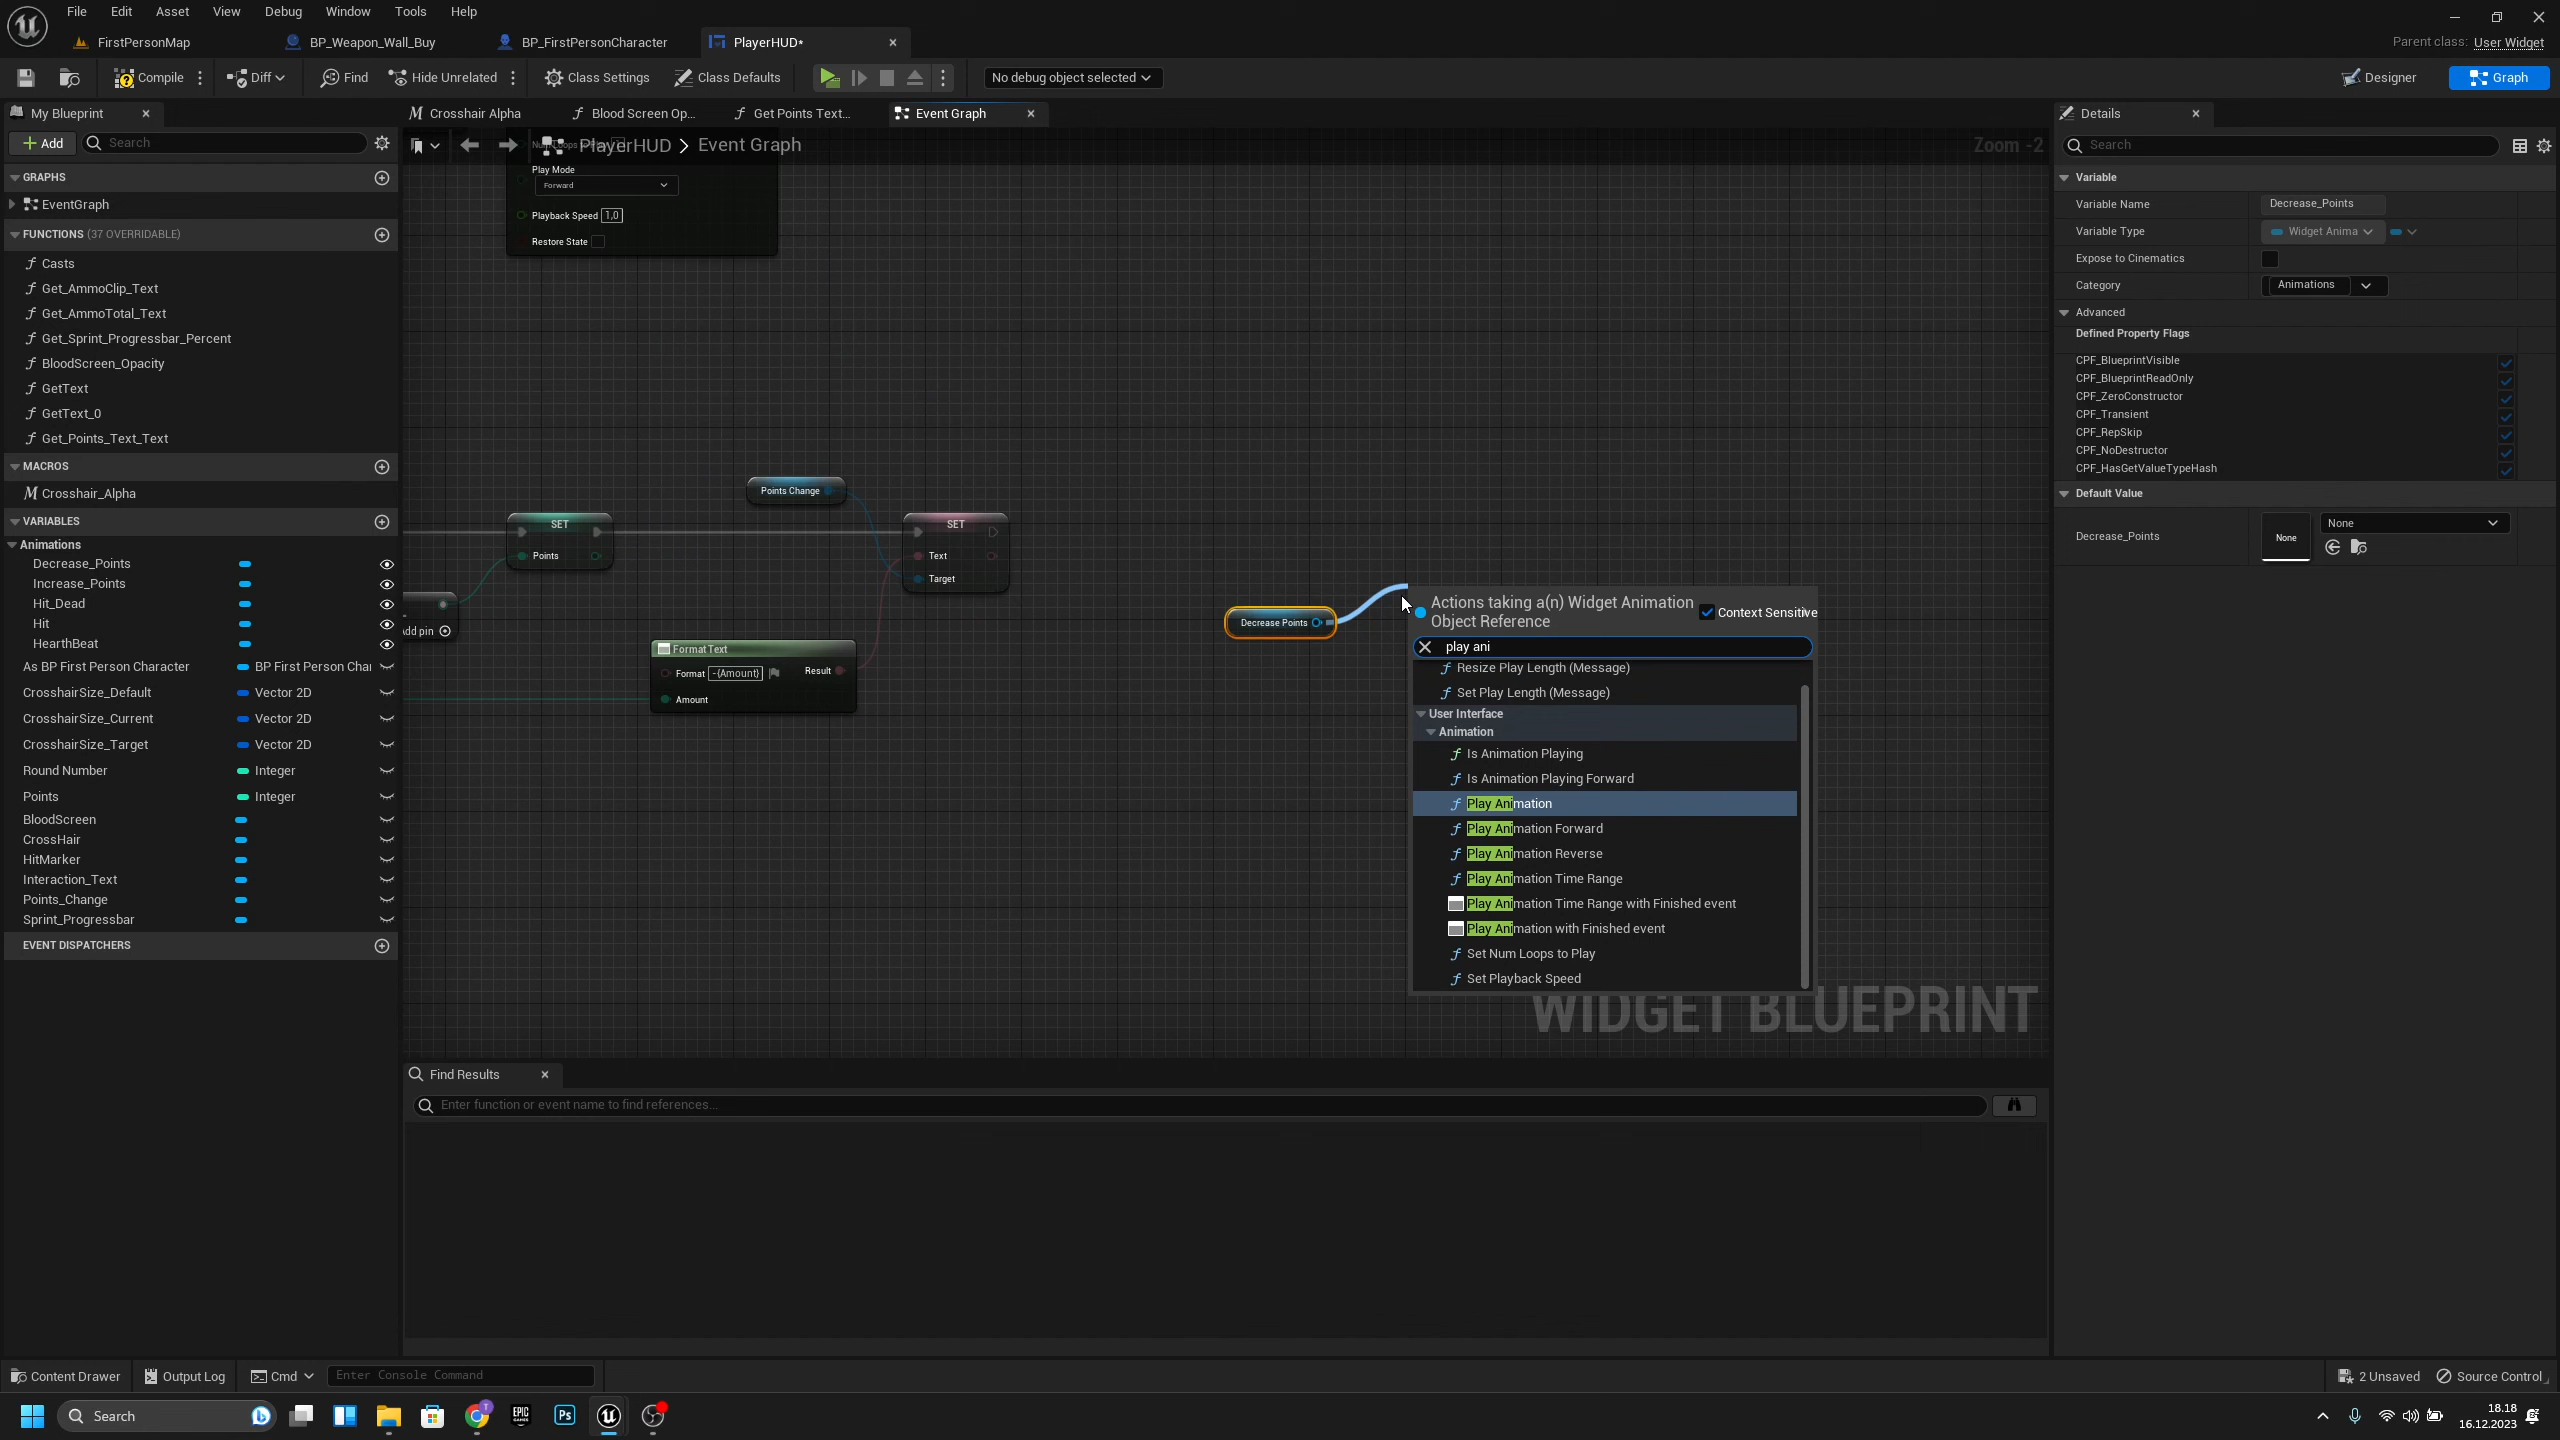 File Edit View Asset Debug Window Tools Help
FirstPersonMap BP_Weapon_Wall_Buy BP_FirstPersonCharacter PlayerHUD*
Parent class: User Widget
Compile Diff Find Hide Unrelated Class Settings Class Defaults No debug object selected Designer Graph
My Blueprint
Add Search
GRAPHS
EventGraph
FUNCTIONS (37 OVERRIDABLE)
Casts
Get_AmmoClip_Text
Get_AmmoTotal_Text
Get_Sprint_Progressbar_Percent
BloodScreen_Opacity
GetText
GetText_0
Get_Points_Text_Text
MACROS
Crosshair_Alpha
VARIABLES
Animations
Decrease_Points
Increase_Points
Hit_Dead
Hit
HearthBeat
As BP First Person Character BP First Person Char
CrosshairSize_Default Vector 2D
CrosshairSize_Current Vector 2D
CrosshairSize_Target Vector 2D
Round Number Integer
Points Integer
BloodScreen
CrossHair
HitMarker
Interaction_Text
Points_Change
Sprint_Progressbar
EVENT DISPATCHERS
Crosshair Alpha Blood Screen Op... Get Points Text... Event Graph
PlayerHUD > Event Graph
Zoom -2
Play Mode
Forward
Playback Speed 1,0
Restore State
Points Change
SET
Points
SET
Text
Target
Add pin
Format Text
Format -{Amount} Result
Amount
Decrease Points
Actions taking a(n) Widget Animation
Object Reference
Context Sensitive
play ani
Resize Play Length (Message)
Set Play Length (Message)
User Interface
Animation
Is Animation Playing
Is Animation Playing Forward
Play Animation
Play Animation Forward
Play Animation Reverse
Play Animation Time Range
Play Animation Time Range with Finished event
Play Animation with Finished event
Set Num Loops to Play
Set Playback Speed
WIDGET BLUEPRINT
Find Results
Enter function or event name to find references...
Details
Search
Variable
Variable Name Decrease_Points
Variable Type Widget Anima
Expose to Cinematics
Category Animations
Advanced
Defined Property Flags
CPF_BlueprintVisible
CPF_BlueprintReadOnly
CPF_ZeroConstructor
CPF_Transient
CPF_RepSkip
CPF_NoDestructor
CPF_HasGetValueTypeHash
Default Value
Decrease_Points None None
Content Drawer Output Log Cmd Enter Console Command 2 Unsaved Source Control
Search
18.18
16.12.2023